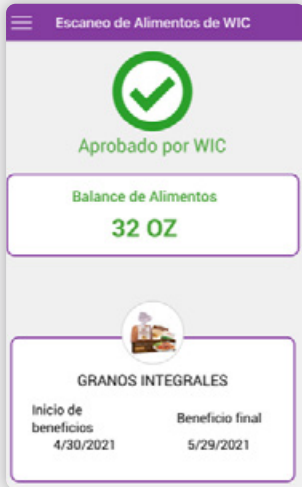 Escaneo de Alimentos de WIC
Aprobado por WIC
Balance de Alimentos
32 OZ
GRANOS INTEGRALES
Inicio de
beneficios
4/30/2021
Beneficio final
5/29/2021